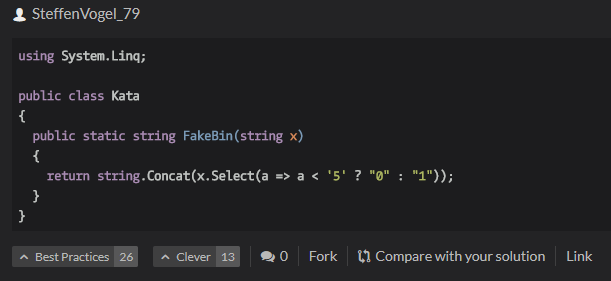 SteffenVogel_79
using System.Linq;
public class Kata
{
public static string FakeBin(string x)
{
return string.Concat(x.Select(a => a < '5' ? "0" : "1"));
}
}
Best Practices 26 Clever 13 0 Fork Compare with your solution Link